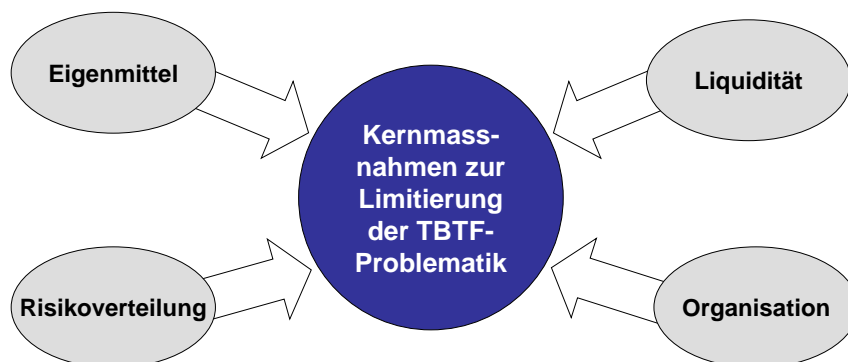 Eigenmittel
Liquidität
Kernmass-
nahmen zur
Limitierung
der TBTF-
Problematik
Risikoverteilung
Organisation